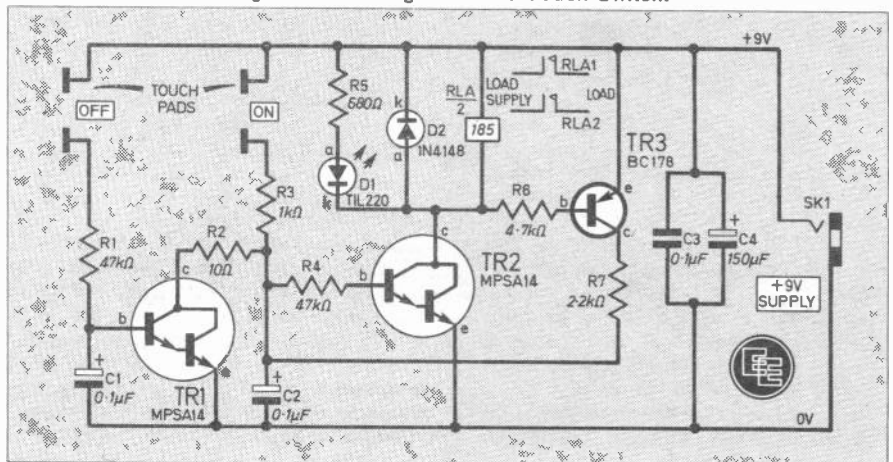 +9V
OFF
TOUCH
PADS
ON
R5
680Ω
k
D2
1N4148
a
RLA
2
185
LOAD
SUPPLY
RLA1
LOAD
RLA2
TR3
BC178
e
b
c
a
D1
TIL220
k
R6
4·7kΩ
R3
1kΩ
R1
47kΩ
R2
10Ω
c
R4
47kΩ
b
c
TR2
MPSA14
e
R7
2·2kΩ
C3
0·1µF
+
C4
150µF
SK1
+9V
SUPPLY
b
+
C1
0·1µF
TR1
MPSA14
e
+
C2
0·1µF
0V